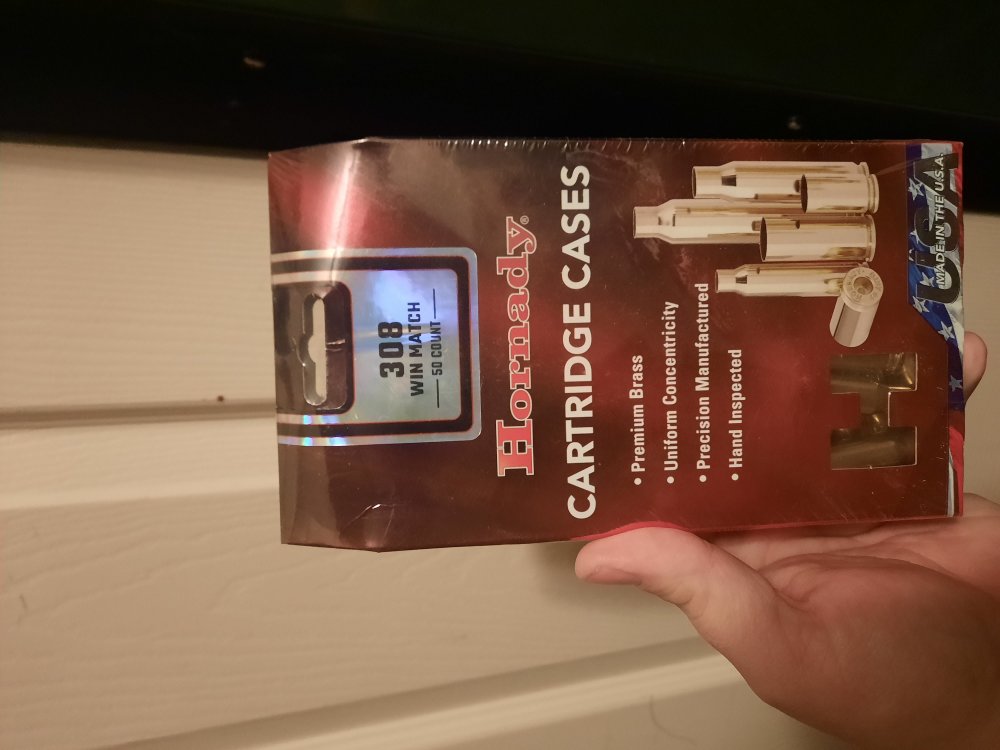 308
WIN MATCH
50 COUNT
Hornady®
CARTRIDGE CASES
• Premium Brass
• Uniform Concentricity
• Precision Manufactured
• Hand Inspected
USA
MADE IN THE U.S.A.